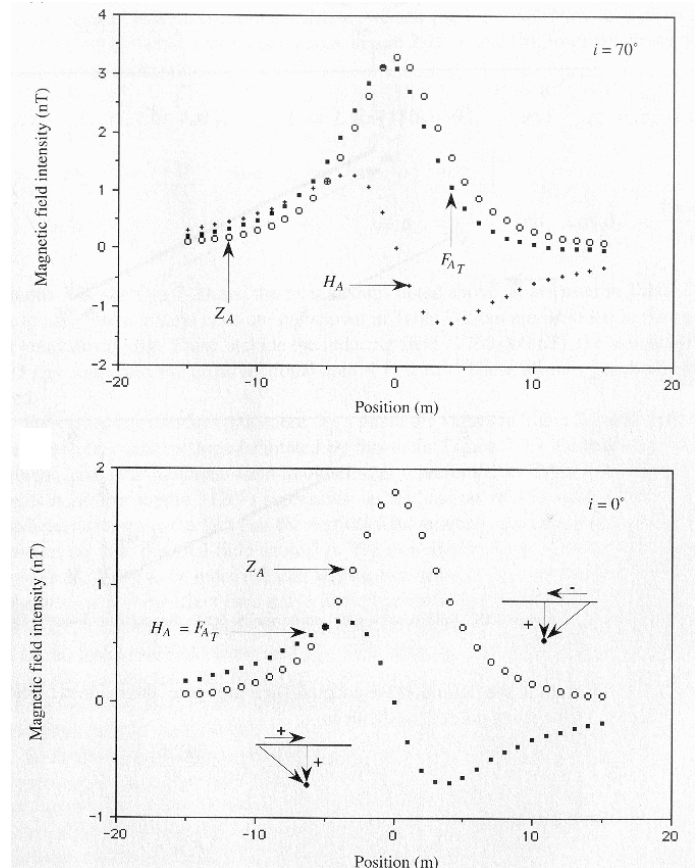 4
i = 70°
3
2
1
0
−1
−2
Magnetic field intensity (nT)
Z_A
H_A
F_{A_T}
−20
−10
0
10
20
Position (m)
2
i = 0°
1
0
−1
Magnetic field intensity (nT)
Z_A
H_A = F_{A_T}
-
+
+
+
−20
−10
0
10
20
Position (m)